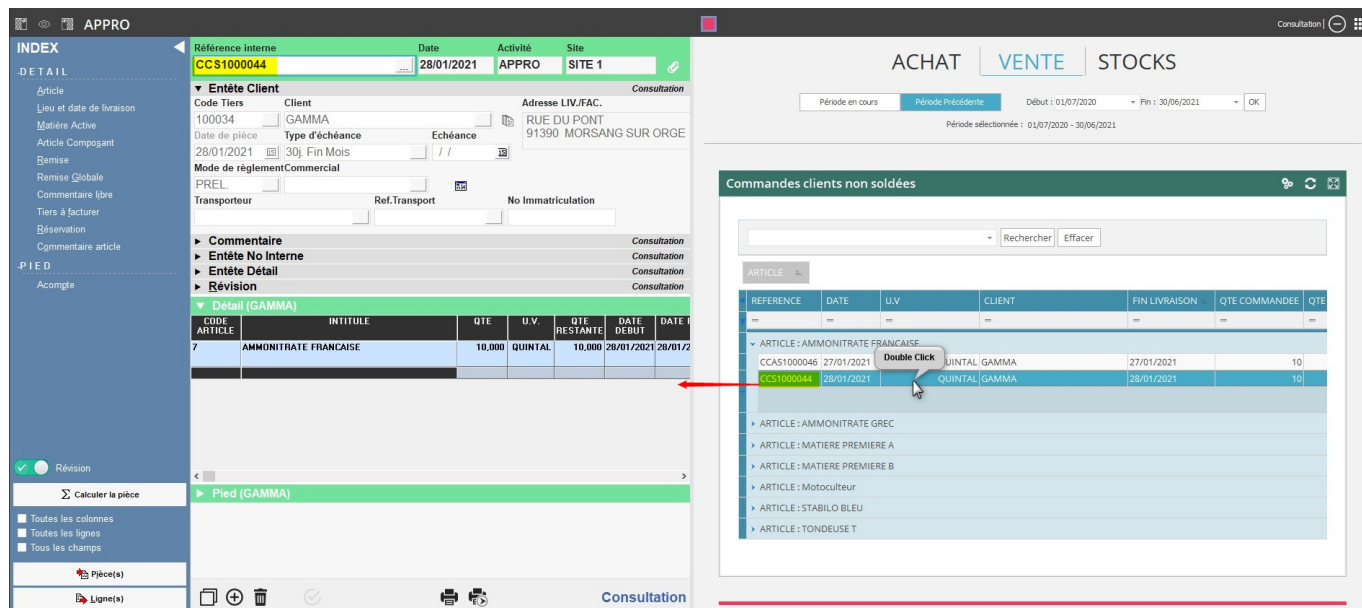 APPRO
Consultation
INDEX
DETAIL
Article
Lieu et date de livraison
Matière Active
Article Composant
Remise
Remise Globale
Commentaire libre
Tiers à facturer
Réservation
Commentaire article
PIED
Acompte
Révision
Σ Calculer la pièce
Toutes les colonnes
Toutes les lignes
Tous les champs
Pièce(s)
Ligne(s)
Référence interne Date Activité Site
CCS1000044 ... 28/01/2021 APPRO SITE 1
Entête Client Consultation
Code Tiers Client Adresse LIV./FAC.
100034 GAMMA RUE DU PONT
91390 MORSANG SUR ORGE
Date de pièce Type d'échéance Echéance
28/01/2021 30j. Fin Mois / /
Mode de règlement Commercial
PREL.
Transporteur Ref.Transport No Immatriculation
Commentaire Consultation
Entête No Interne Consultation
Entête Détail Consultation
Révision Consultation
Détail (GAMMA)
CODE ARTICLE INTITULE QTE U.V. QTE RESTANTE DATE DEBUT DATE
7 AMMONITRATE FRANCAISE 10,000 QUINTAL 10,000 28/01/2021 28/01/2
Pied (GAMMA)
Consultation
ACHAT VENTE STOCKS
Période en cours Période Précédente Début : 01/07/2020 Fin : 30/06/2021 OK
Période sélectionnée : 01/07/2020 - 30/06/2021
Commandes clients non soldées
Rechercher Effacer
ARTICLE
REFERENCE DATE U.V CLIENT FIN LIVRAISON QTE COMMANDEE QTE
= = = = = = =
ARTICLE : AMMONITRATE FRANCAISE
CCAS1000046 27/01/2021 QUINTAL GAMMA 27/01/2021 10
Double Click
CCS1000044 28/01/2021 QUINTAL GAMMA 28/01/2021 10
ARTICLE : AMMONITRATE GREC
ARTICLE : MATIERE PREMIERE A
ARTICLE : MATIERE PREMIERE B
ARTICLE : Motoculteur
ARTICLE : STABILO BLEU
ARTICLE : TONDEUSE T